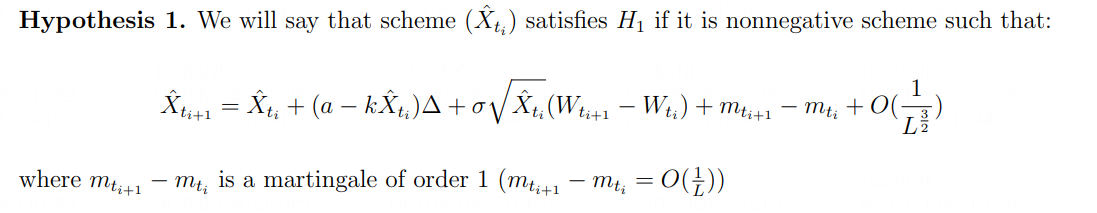 Hypothesis 1. We will say that scheme (X̂_{t_i}) satisfies H_1 if it is nonnegative scheme such that:
X̂_{t_{i+1}} = X̂_{t_i} + (a − kX̂_{t_i})Δ + σ√X̂_{t_i}(W_{t_{i+1}} − W_{t_i}) + m_{t_{i+1}} − m_{t_i} + O(1/L^{3/2})
where m_{t_{i+1}} − m_{t_i} is a martingale of order 1 (m_{t_{i+1}} − m_{t_i} = O(1/L))